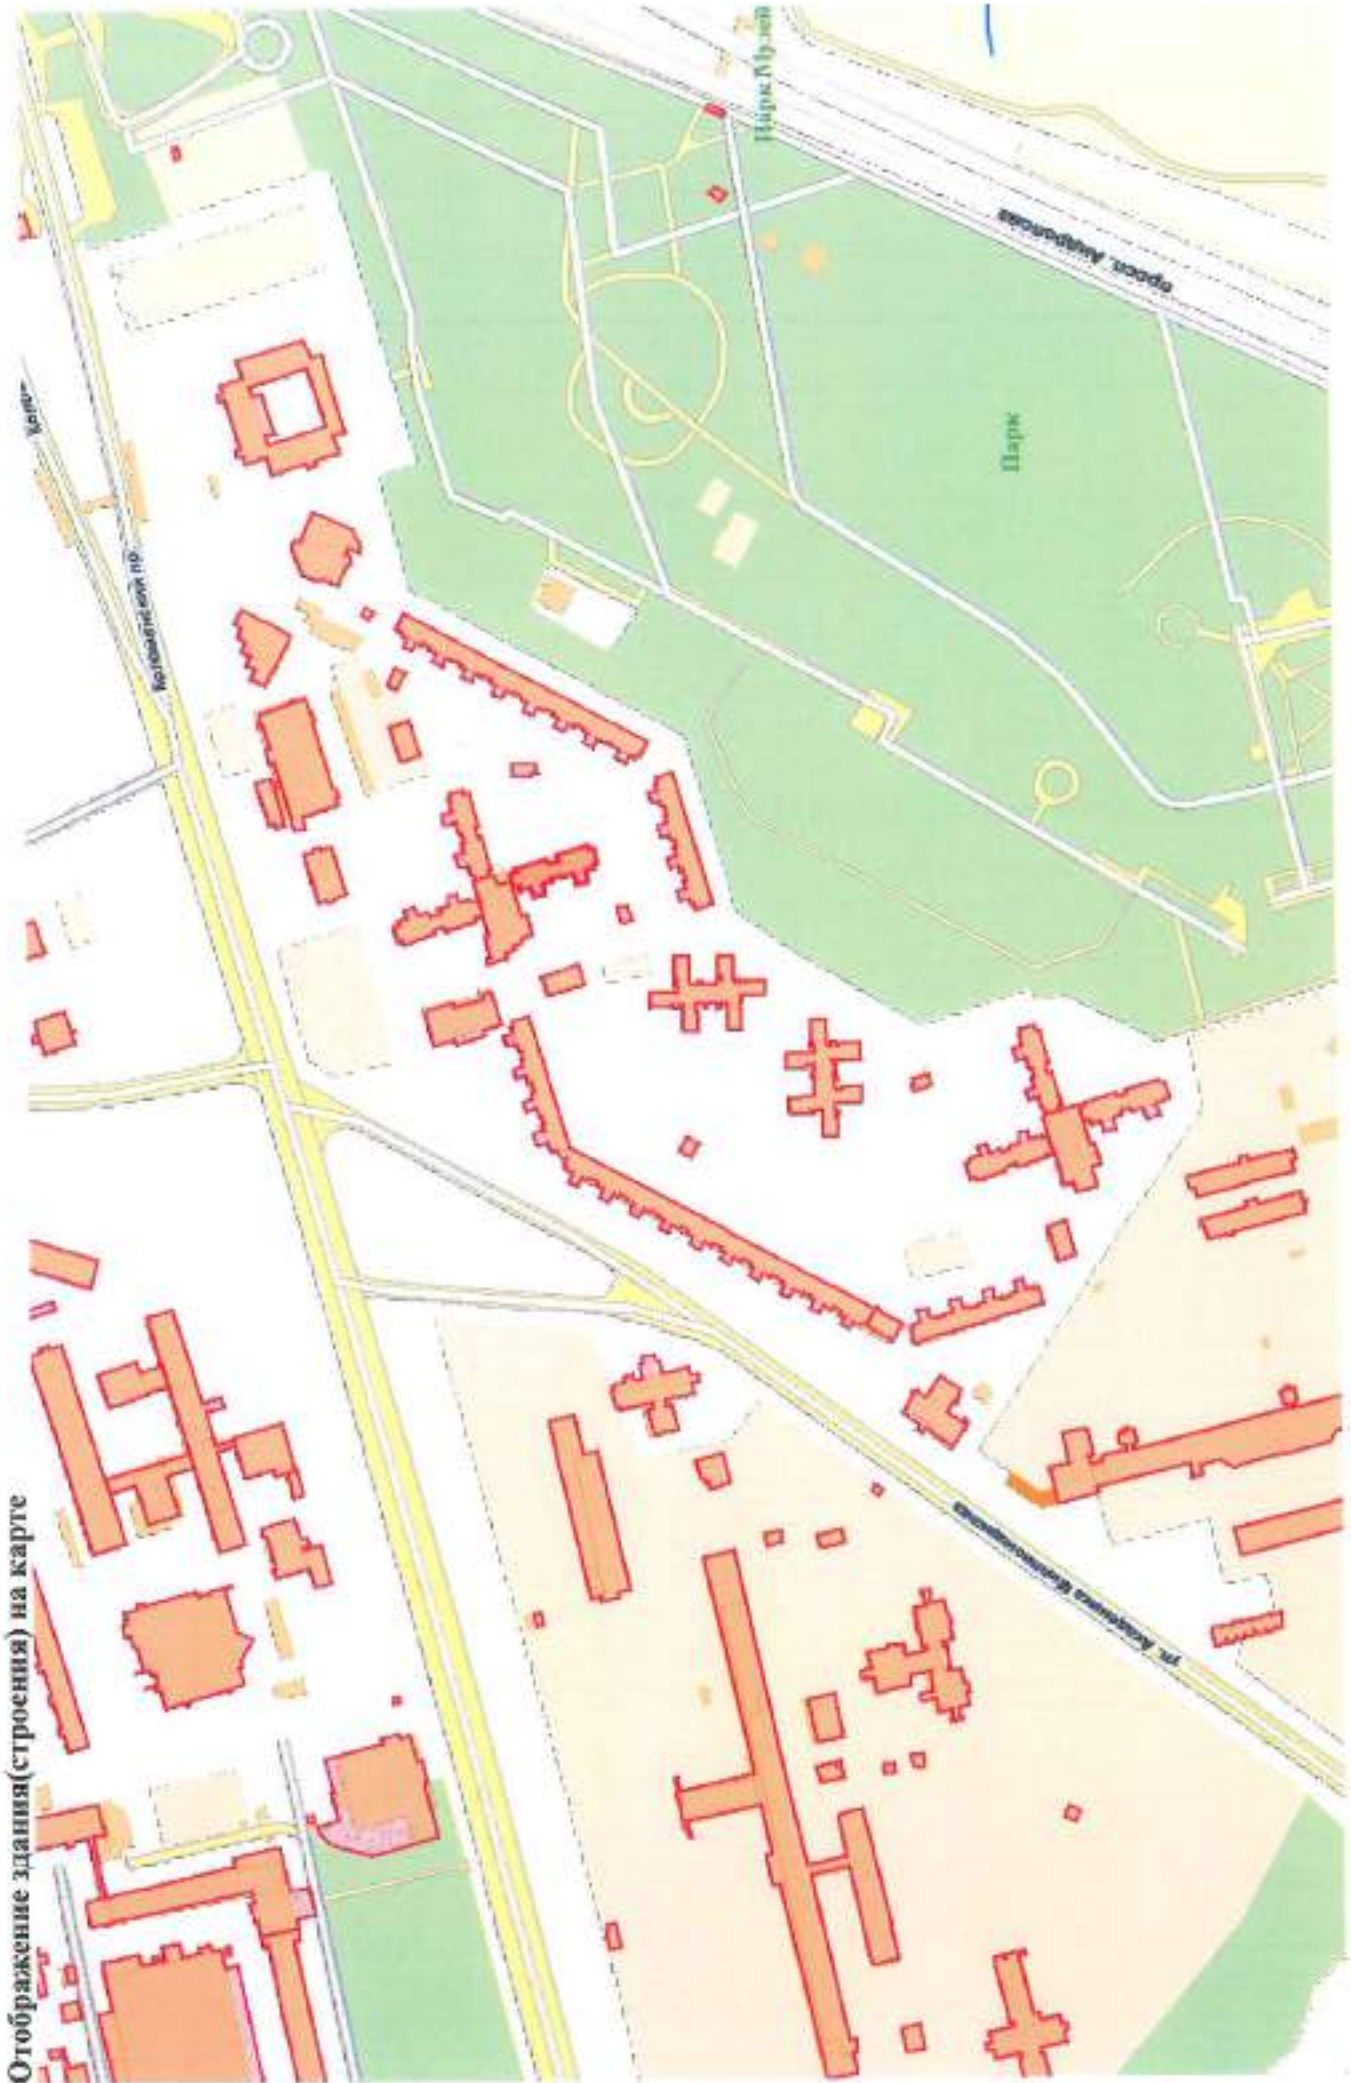 Отображение здания(строения) на карте
Коломенский пр.
Парк Музей
просп. Андропова
Парк
ул. Академика Миллионщикова